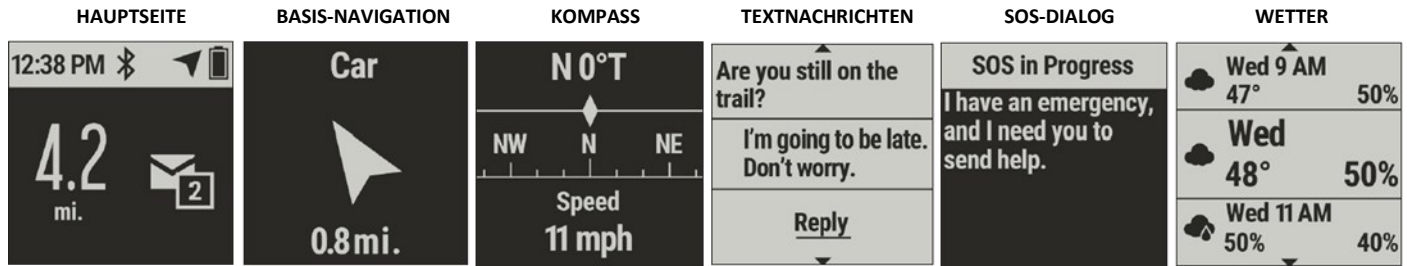 HAUPTSEITE
BASIS-NAVIGATION
KOMPASS
TEXTNACHRICHTEN
SOS-DIALOG
WETTER
12:38 PM
4.2
mi.
2
Car
0.8 mi.
N 0°T
NW N NE
Speed
11 mph
Are you still on the
trail?
I'm going to be late.
Don't worry.
Reply
SOS in Progress
I have an emergency,
and I need you to
send help.
Wed 9 AM
47° 50%
Wed
48° 50%
Wed 11 AM
50% 40%